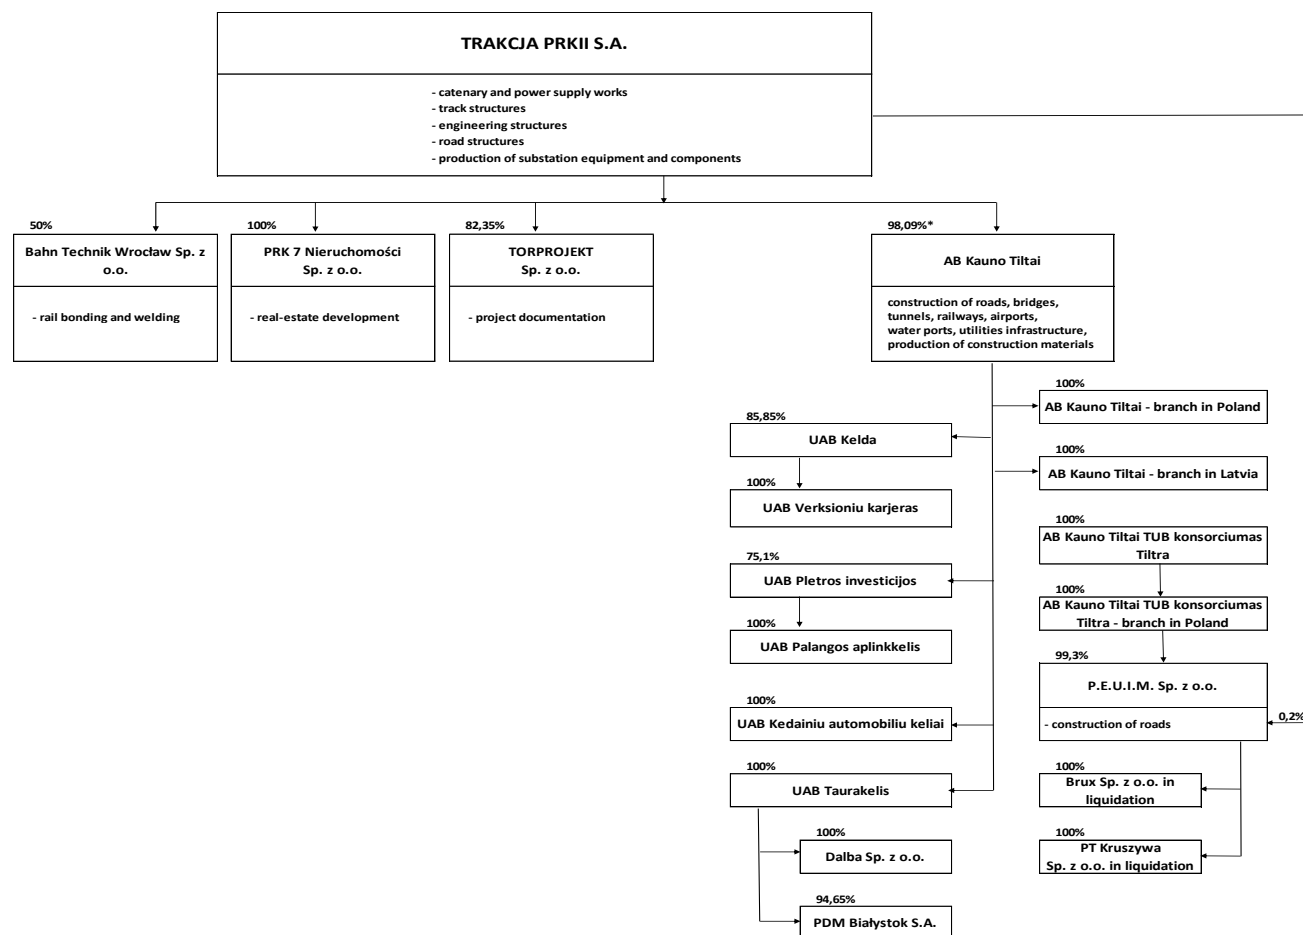 TRAKCJA PRKII S.A.
- catenary and power supply works
- track structures
- engineering structures
- road structures
- production of substation equipment and components
50%
Bahn Technik Wrocław Sp. z
o.o.
- rail bonding and welding
100%
PRK 7 Nieruchomości
Sp. z o.o.
- real-estate development
82,35%
TORPROJEKT
Sp. z o.o.
- project documentation
98,09%*
AB Kauno Tiltai
construction of roads, bridges,
tunnels, railways, airports,
water ports, utilities infrastructure,
production of construction materials
85,85%
UAB Kelda
100%
UAB Verksioniu karjeras
75,1%
UAB Pletros investicijos
100%
UAB Palangos aplinkkelis
100%
UAB Kedainiu automobiliu keliai
100%
UAB Taurakelis
100%
Dalba Sp. z o.o.
94,65%
PDM Białystok S.A.
100%
AB Kauno Tiltai - branch in Poland
100%
AB Kauno Tiltai - branch in Latvia
100%
AB Kauno Tiltai TUB konsorciumas
Tiltra
100%
AB Kauno Tiltai TUB konsorciumas
Tiltra - branch in Poland
99,3%
P.E.U.I.M. Sp. z o.o.
- construction of roads
0,2%
100%
Brux Sp. z o.o. in
liquidation
100%
PT Kruszywa
Sp. z o.o. in liquidation